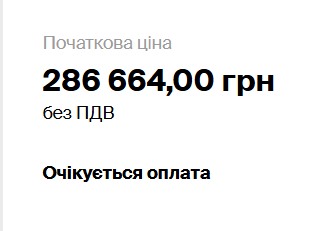 Початкова ціна
286 664,00 грн
без ПДВ
Очікується оплата